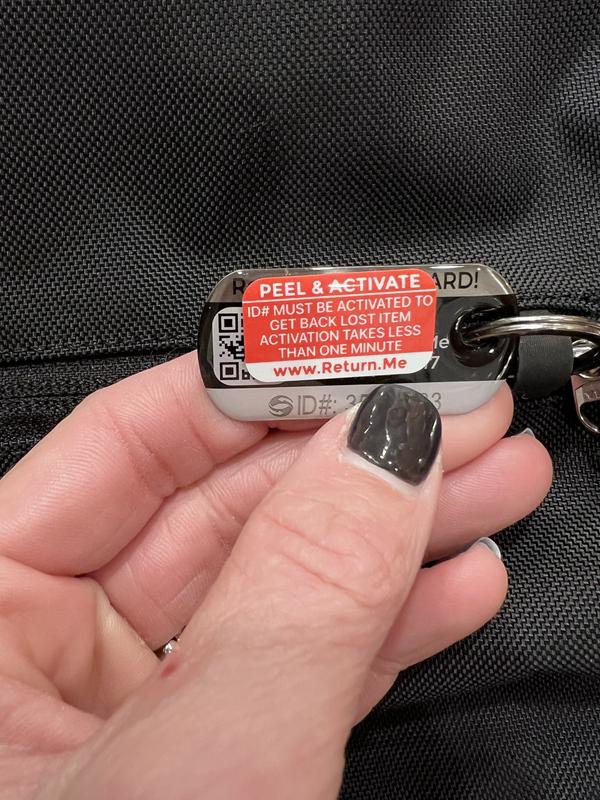 PEEL & ACTIVATE
ID# MUST BE ACTIVATED TO
GET BACK LOST ITEM
ACTIVATION TAKES LESS
THAN ONE MINUTE
www.Return.Me
ID#: